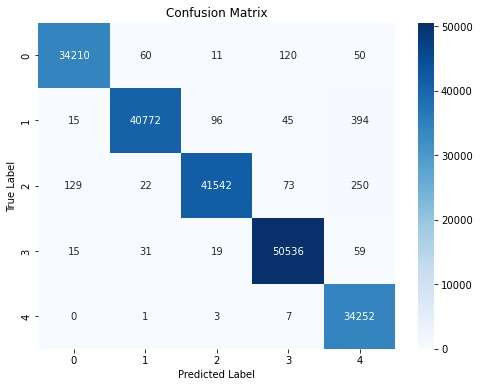 Confusion Matrix
34210 60 11 120 50
15 40772 96 45 394
129 22 41542 73 250
15 31 19 50536 59
0 1 3 7 34252
0
1
2
3
4
True Label
0 1 2 3 4
Predicted Label
50000
40000
30000
20000
10000
0